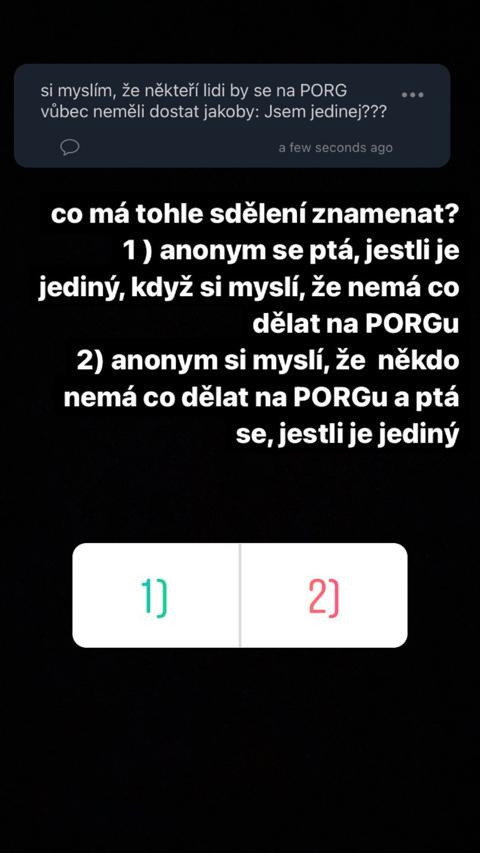 si myslím, že někteří lidi by se na PORG
vůbec neměli dostat jakoby: Jsem jedinej???
a few seconds ago
co má tohle sdělení znamenat?
1 ) anonym se ptá, jestli je
jediný, když si myslí, že nemá co
dělat na PORGu
2) anonym si myslí, že  někdo
nemá co dělat na PORGu a ptá
se, jestli je jediný
1)
2)